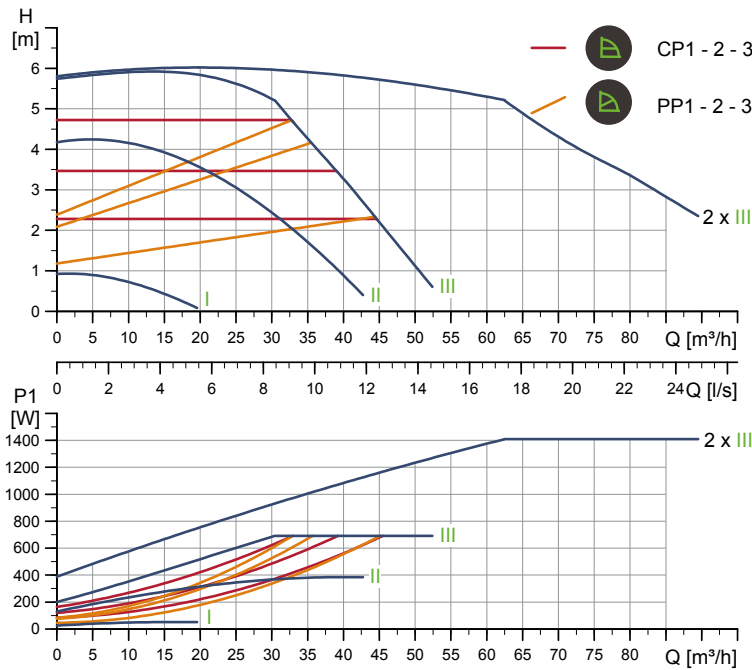 H
[m]
CP1 - 2 - 3
PP1 - 2 - 3
6
5
4
3
2
1
0
I
II
III
2 x III
0 5 10 15 20 25 30 35 40 45 50 55 60 65 70 75 80 Q [m³/h]
0 2 4 6 8 10 12 14 16 18 20 22 24 Q [l/s]
P1
[W]
1400
1200
1000
800
600
400
200
0
2 x III
III
II
I
0 5 10 15 20 25 30 35 40 45 50 55 60 65 70 75 80 Q [m³/h]